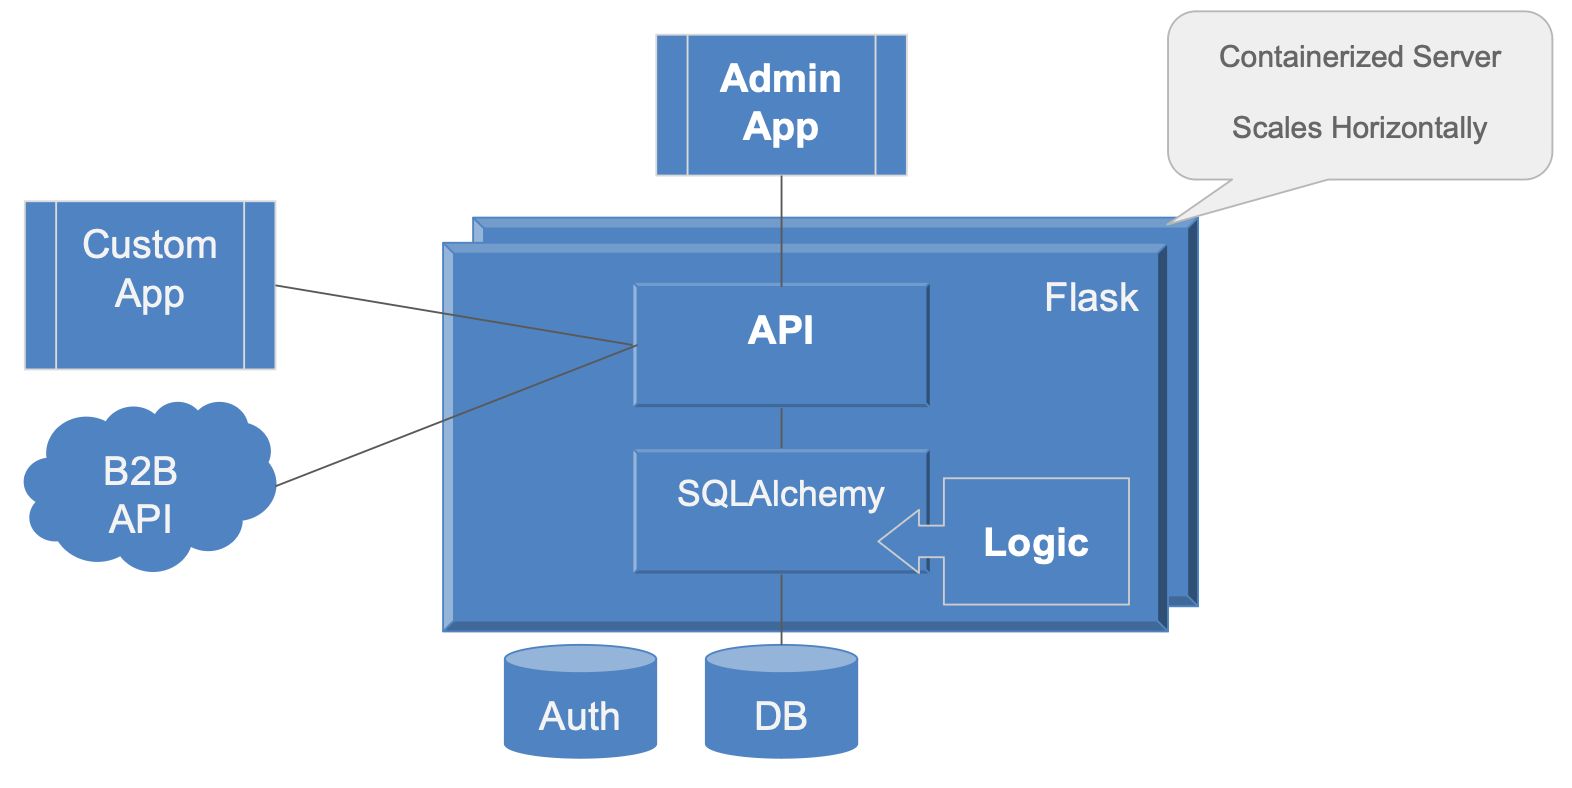 Containerized Server
Scales Horizontally
Admin
App
Custom
App
Flask
API
B2B
API
SQLAlchemy
Logic
Auth
DB